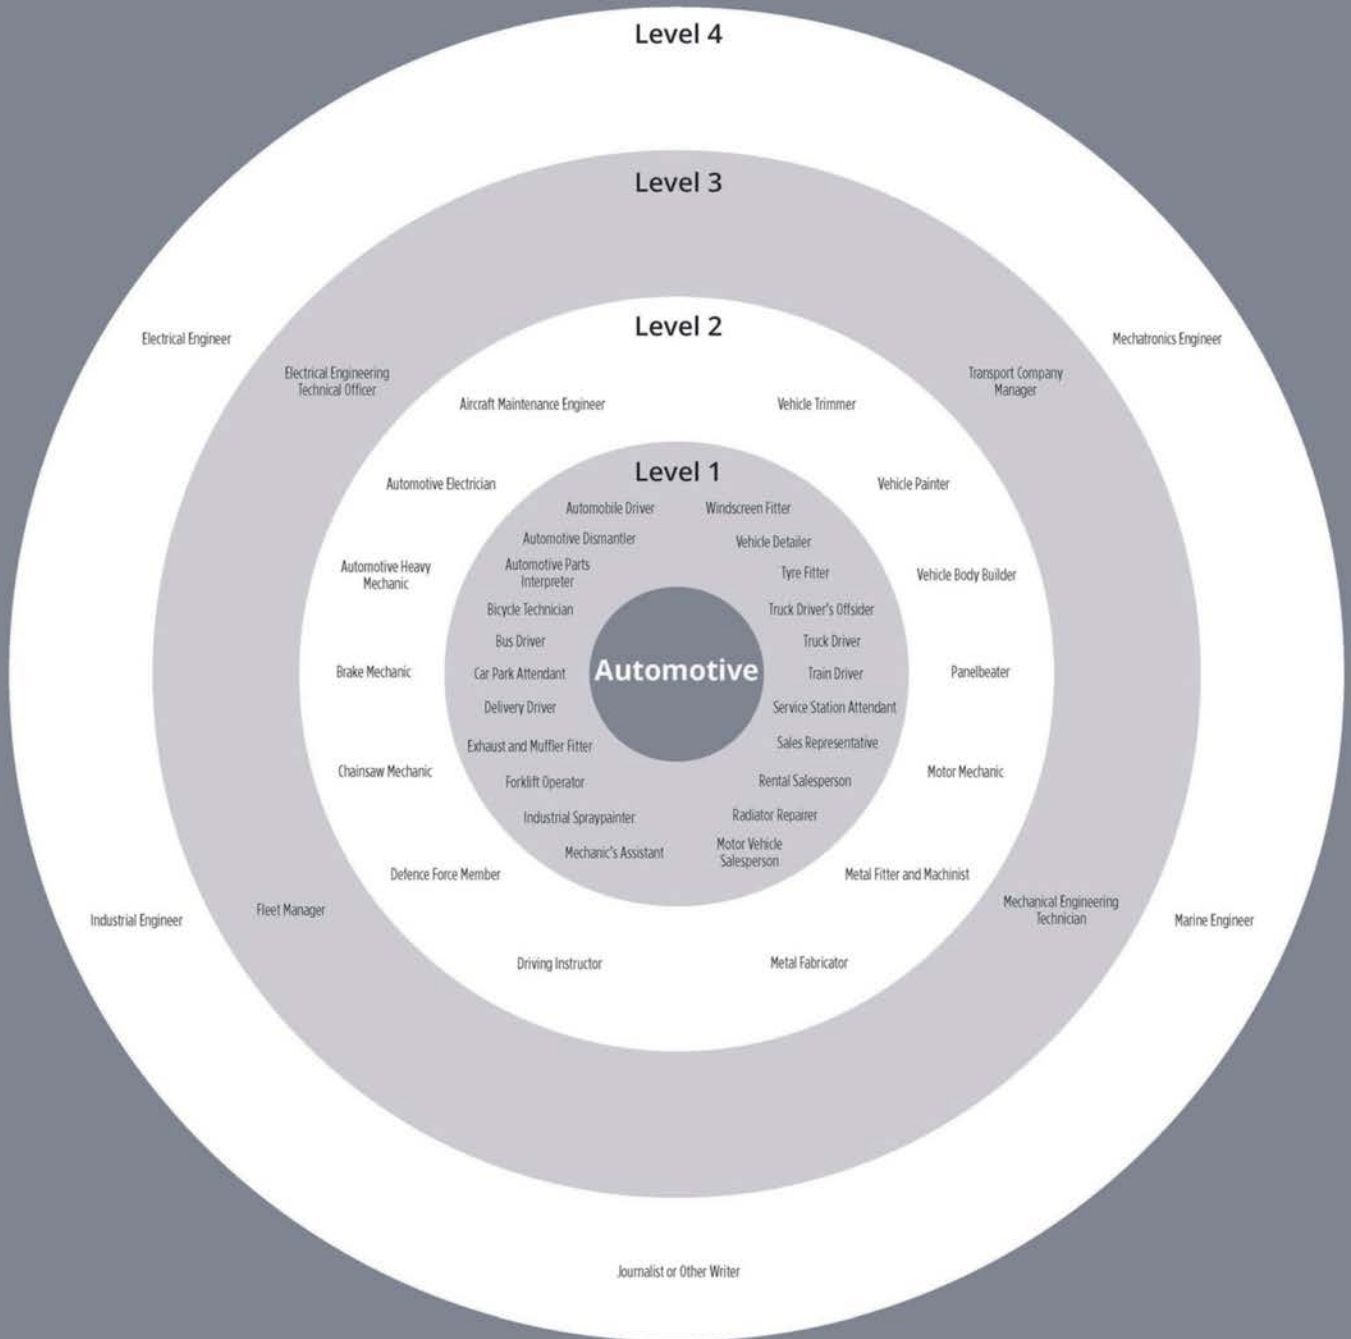 Level 4
Level 3
Level 2
Level 1
Automotive
Electrical Engineer
Mechatronics Engineer
Industrial Engineer
Marine Engineer
Journalist or Other Writer
Electrical Engineering
Technical Officer
Transport Company
Manager
Fleet Manager
Mechanical Engineering
Technician
Aircraft Maintenance Engineer
Vehicle Trimmer
Automotive Electrician
Vehicle Painter
Automotive Heavy
Mechanic
Vehicle Body Builder
Brake Mechanic
Panelbeater
Chainsaw Mechanic
Motor Mechanic
Defence Force Member
Metal Fitter and Machinist
Driving Instructor
Metal Fabricator
Automobile Driver
Windscreen Fitter
Automotive Dismantler
Vehicle Detailer
Automotive Parts
Interpreter
Tyre Fitter
Bicycle Technician
Truck Driver's Offsider
Bus Driver
Truck Driver
Car Park Attendant
Train Driver
Delivery Driver
Service Station Attendant
Exhaust and Muffler Fitter
Sales Representative
Forklift Operator
Rental Salesperson
Industrial Spraypainter
Radiator Repairer
Mechanic's Assistant
Motor Vehicle
Salesperson